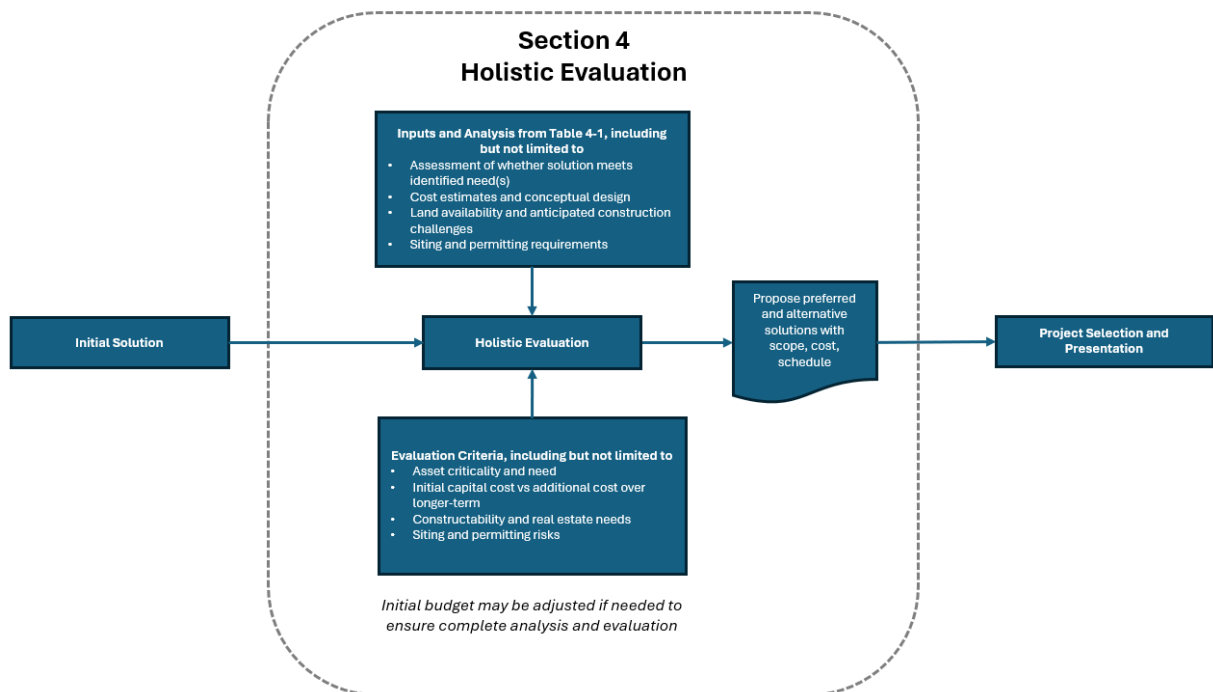 Section 4
Holistic Evaluation
Inputs and Analysis from Table 4-1, including
but not limited to
• Assessment of whether solution meets
identified need(s)
• Cost estimates and conceptual design
• Land availability and anticipated construction
challenges
• Siting and permitting requirements
Initial Solution
Holistic Evaluation
Propose preferred
and alternative
solutions with
scope, cost,
schedule
Project Selection and
Presentation
Evaluation Criteria, including but not limited to
• Asset criticality and need
• Initial capital cost vs additional cost over
longer-term
• Constructability and real estate needs
• Siting and permitting risks
Initial budget may be adjusted if needed to
ensure complete analysis and evaluation